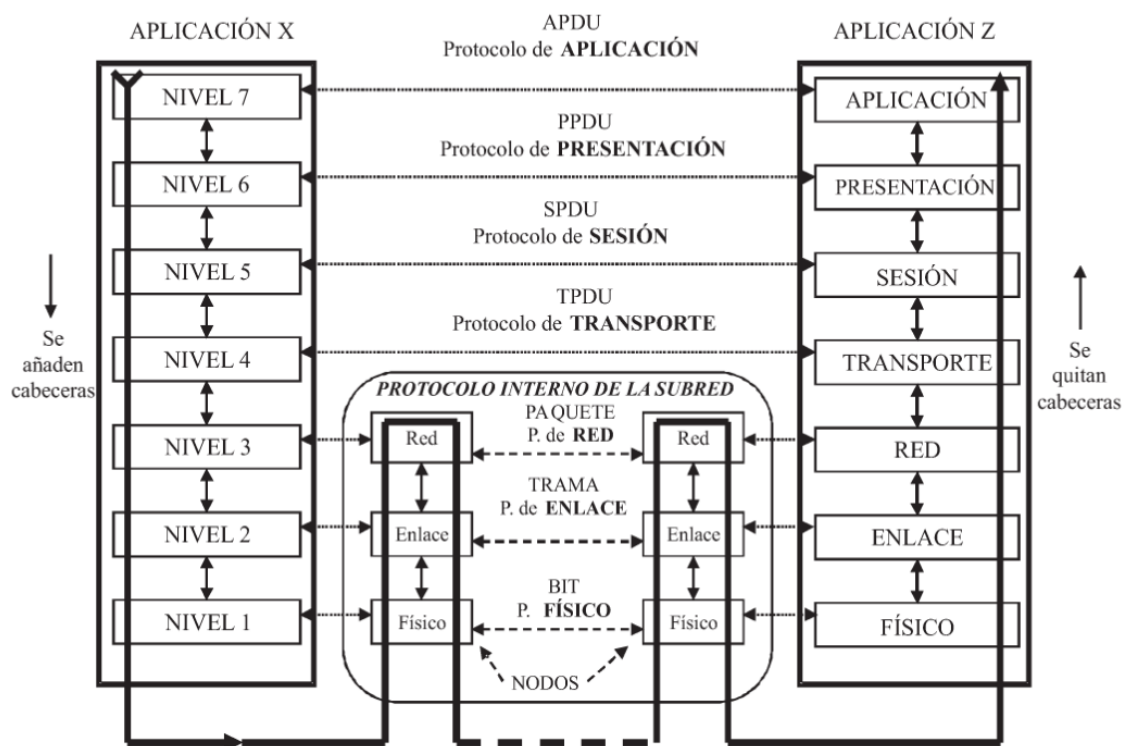 APLICACIÓN X
APDU
Protocolo de APLICACIÓN
APLICACIÓN Z
NIVEL 7
APLICACIÓN
PPDU
Protocolo de PRESENTACIÓN
NIVEL 6
PRESENTACIÓN
SPDU
Protocolo de SESIÓN
NIVEL 5
SESIÓN
TPDU
Protocolo de TRANSPORTE
Se
añaden
cabeceras
NIVEL 4
TRANSPORTE
Se
quitan
cabeceras
PROTOCOLO INTERNO DE LA SUBRED
NIVEL 3
Red
PAQUETE
P. de RED
Red
RED
NIVEL 2
Enlace
TRAMA
P. de ENLACE
Enlace
ENLACE
NIVEL 1
Físico
BIT
P. FÍSICO
Físico
FÍSICO
NODOS